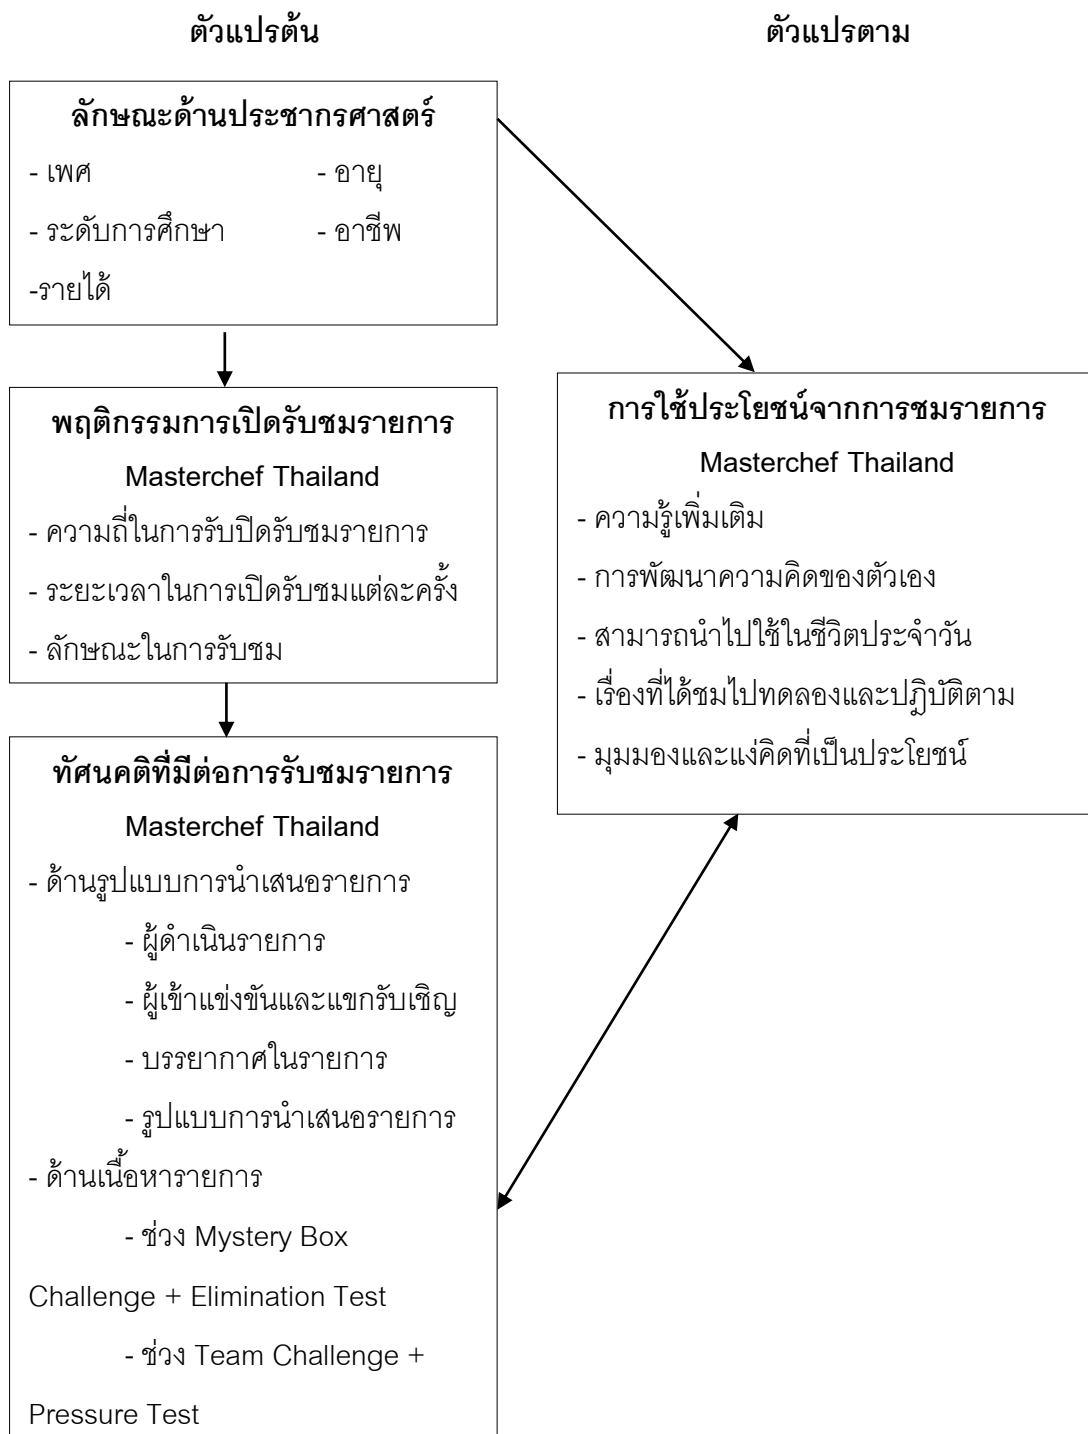 ตัวแปรต้น
ตัวแปรตาม
ลักษณะด้านประชากรศาสตร์
- เพศ - อายุ
- ระดับการศึกษา - อาชีพ
-รายได้
พฤติกรรมการเปิดรับชมรายการ
Masterchef Thailand
- ความถี่ในการรับปิดรับชมรายการ
- ระยะเวลาในการเปิดรับชมแต่ละครั้ง
- ลักษณะในการรับชม
ทัศนคติที่มีต่อการรับชมรายการ
Masterchef Thailand
- ด้านรูปแบบการนำเสนอรายการ
- ผู้ดำเนินรายการ
- ผู้เข้าแข่งขันและแขกรับเชิญ
- บรรยากาศในรายการ
- รูปแบบการนำเสนอรายการ
- ด้านเนื้อหารายการ
- ช่วง Mystery Box
Challenge + Elimination Test
- ช่วง Team Challenge +
Pressure Test
การใช้ประโยชน์จากการชมรายการ
Masterchef Thailand
- ความรู้เพิ่มเติม
- การพัฒนาความคิดของตัวเอง
- สามารถนำไปใช้ในชีวิตประจำวัน
- เรื่องที่ได้ชมไปทดลองและปฏิบัติตาม
- มุมมองและแง่คิดที่เป็นประโยชน์